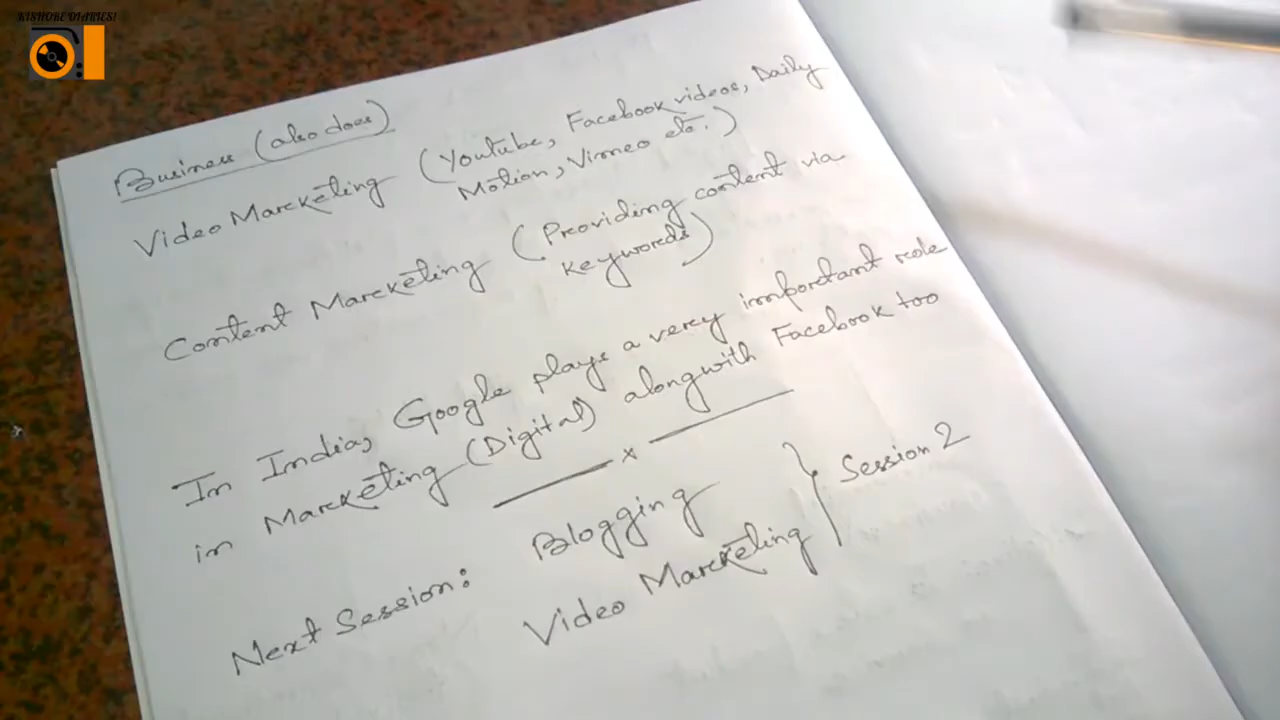 KISHORE DIARIES!
Business (also does)
Video Marketing (Youtube, Facebook videos, Daily
Motion, Vimeo etc.)
Content Marketing (Providing content via
keywords)
In India, Google plays a very important role
in Marketing (Digital) alongwith Facebook too
x
Next Session: Blogging
Video Marketing } Session 2